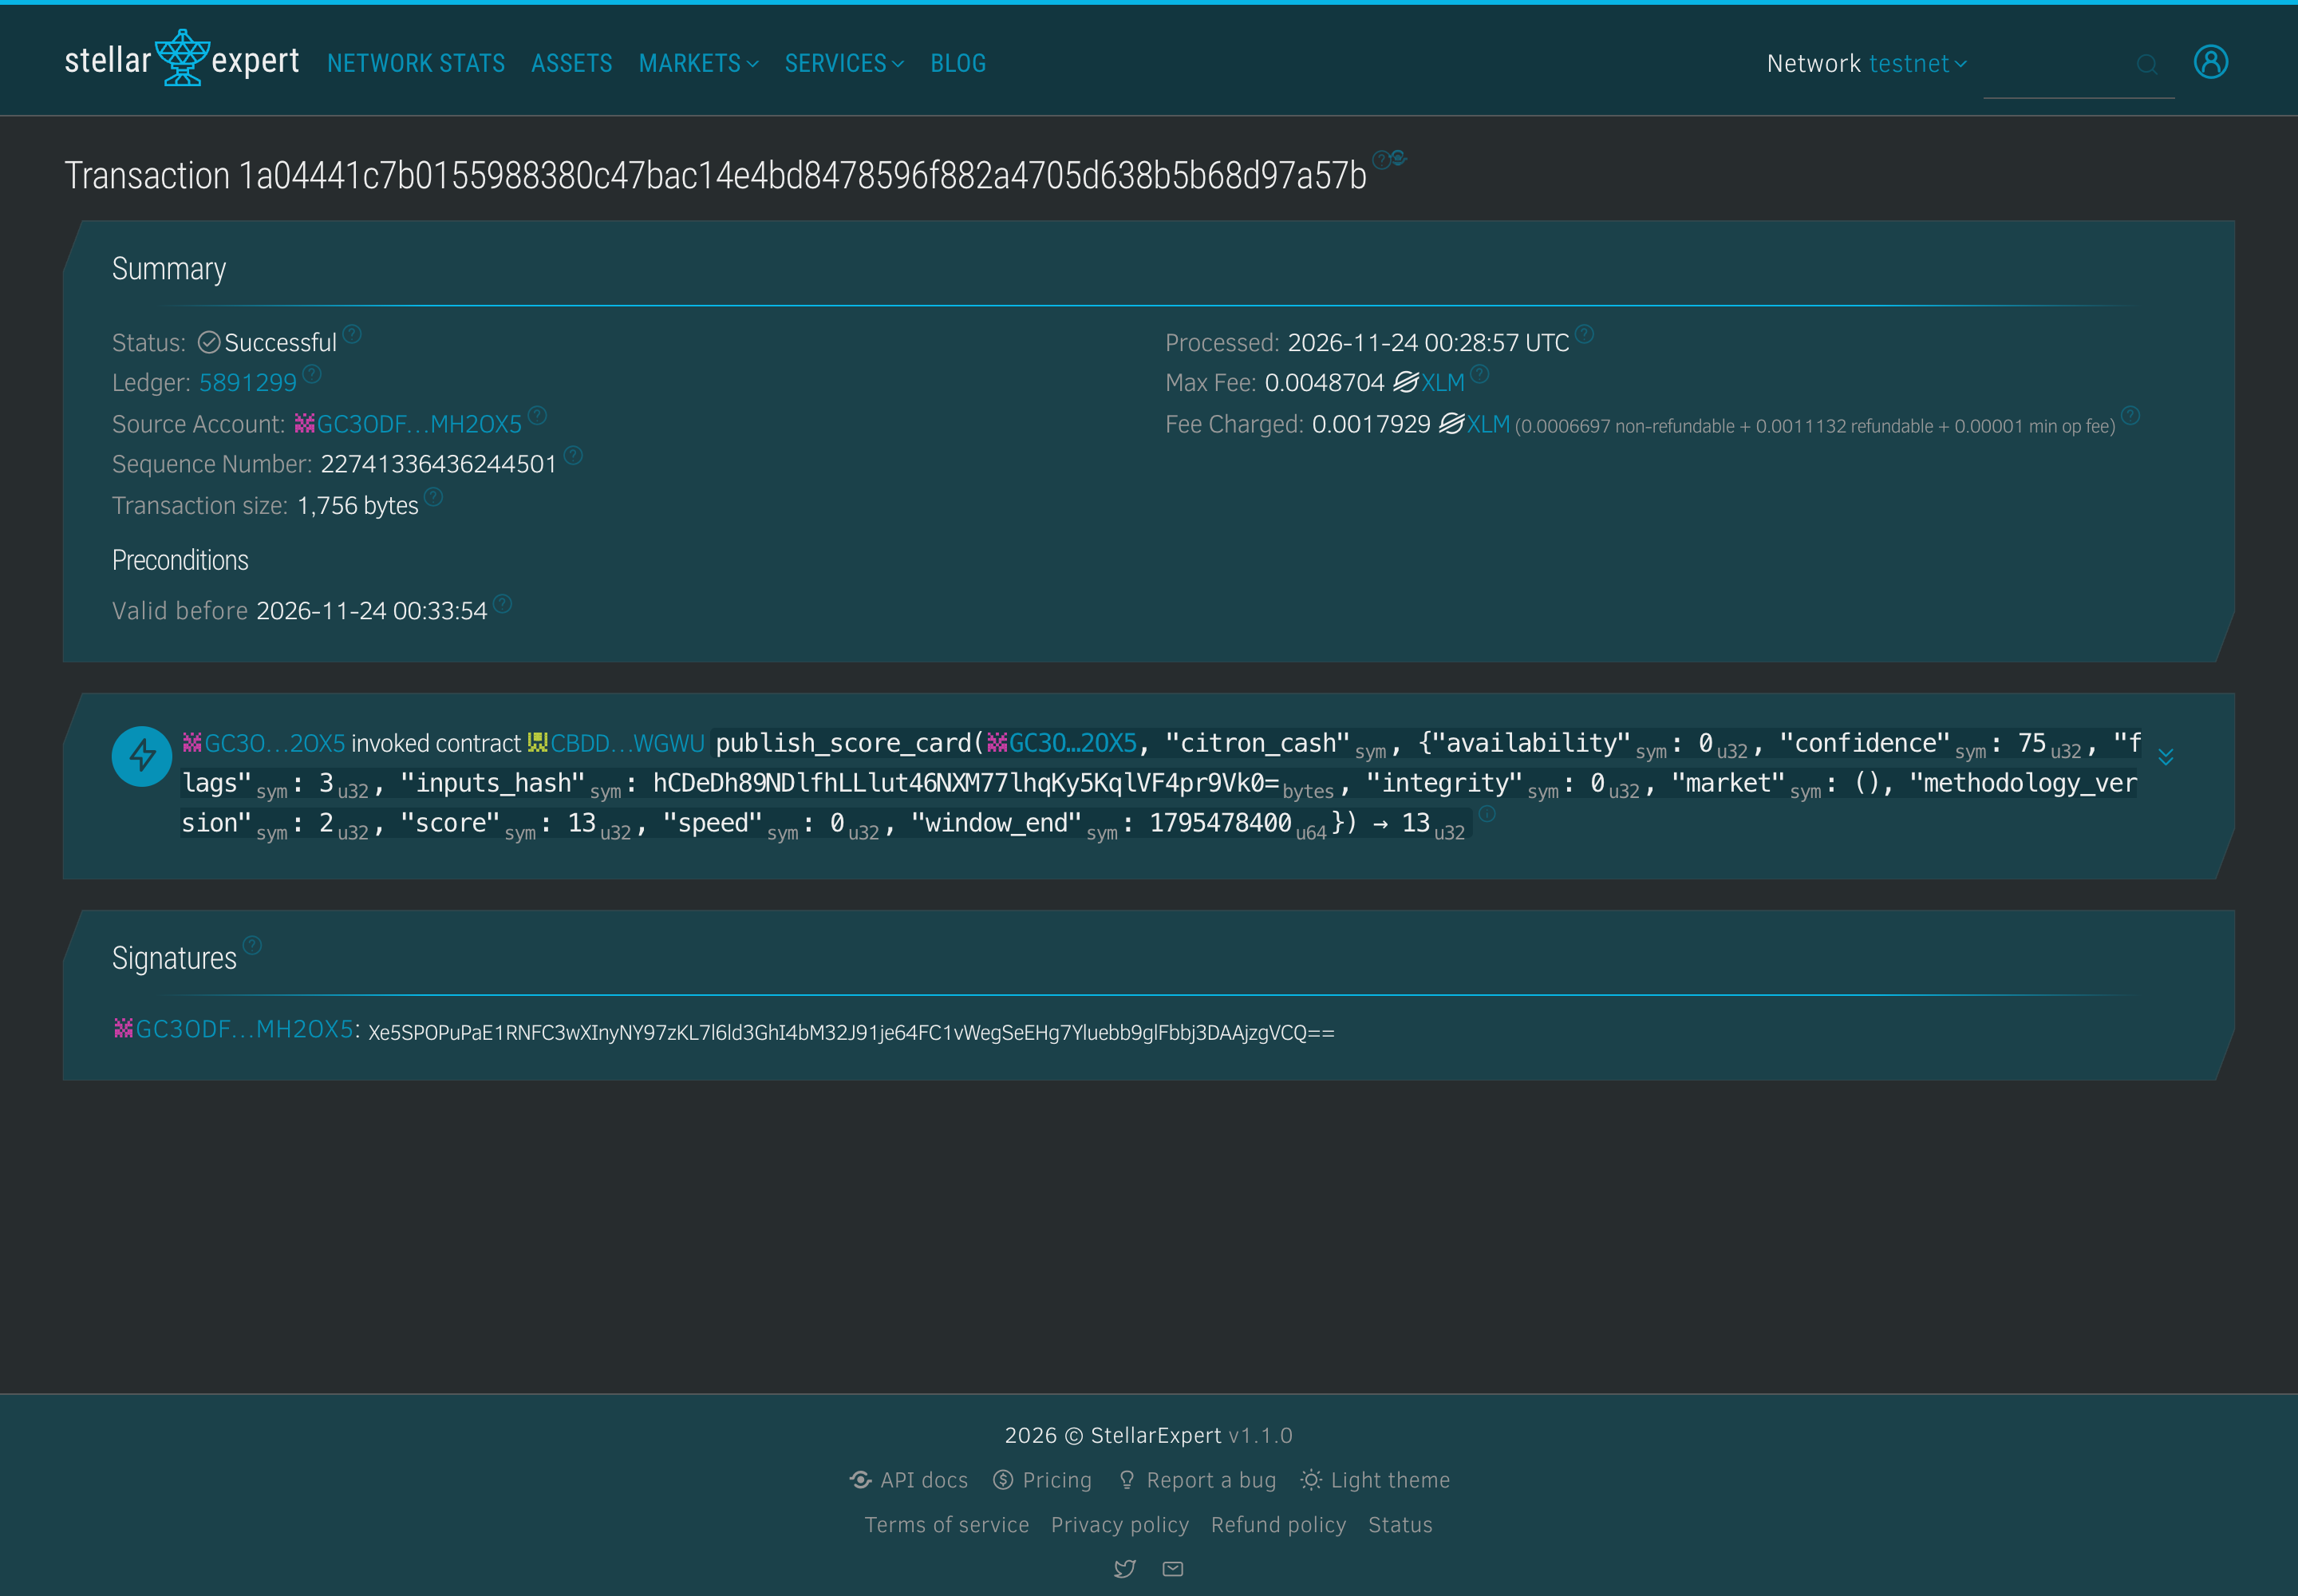 stellar expert NETWORK STATS ASSETS MARKETS SERVICES BLOG Network testnet
Transaction 1a04441c7b0155988380c47bac14e4bd8478596f882a4705d638b5b68d97a57b
Summary
Status: Successful
Ledger: 5891299
Source Account: GC3ODF...MH2OX5
Sequence Number: 22741336436244501
Transaction size: 1,756 bytes
Processed: 2026-11-24 00:28:57 UTC
Max Fee: 0.0048704 XLM
Fee Charged: 0.0017929 XLM (0.0006697 non-refundable + 0.0011132 refundable + 0.00001 min op fee)
Preconditions
Valid before 2026-11-24 00:33:54
GC3O...2OX5 invoked contract CBDD...WGWU publish_score_card(GC3O…2OX5, "citron_cash"sym, {"availability"sym: 0u32, "confidence"sym: 75u32, "f
lags"sym: 3u32, "inputs_hash"sym: hCDeDh89NDlfhLLlut46NXM77lhqKy5KqlVF4pr9Vk0=bytes, "integrity"sym: 0u32, "market"sym: (), "methodology_ver
sion"sym: 2u32, "score"sym: 13u32, "speed"sym: 0u32, "window_end"sym: 1795478400u64}) → 13u32
Signatures
GC3ODF...MH2OX5: Xe5SPOPuPaE1RNFC3wXInyNY97zKL7l6ld3GhI4bM32J91je64FC1vWegSeEHg7Yluebb9glFbbj3DAAjzgVCQ==
2026 © StellarExpert v1.1.0
API docs Pricing Report a bug Light theme
Terms of service Privacy policy Refund policy Status